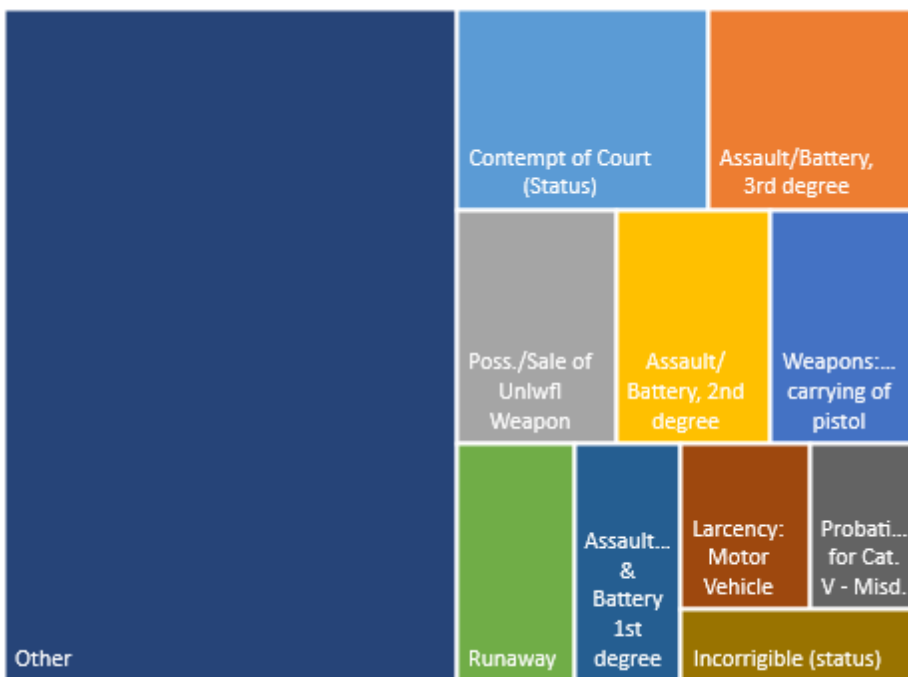 Other
Contempt of Court
(Status)
Assault/Battery,
3rd degree
Poss./Sale of
Unlwfl
Weapon
Assault/
Battery, 2nd
degree
Weapons:...
carrying of
pistol
Runaway
Assault...
&
Battery
1st
degree
Larcency:
Motor
Vehicle
Probati...
for Cat.
V - Misd.
Incorrigible (status)